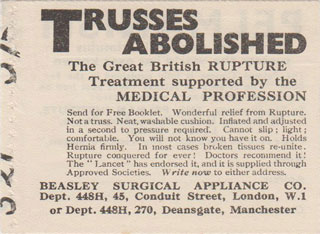 TRUSSES
ABOLISHED
The Great British RUPTURE
Treatment supported by the
MEDICAL PROFESSION
Send for Free Booklet. Wonderful relief from Rupture.
Not a truss. Neat, washable cushion. Inflated and adjusted
in a second to pressure required. Cannot slip; light;
comfortable. You will not know you have it on. Holds
Hernia firmly. In most cases broken tissues re-unite.
Rupture conquered for ever! Doctors recommend it!
The "Lancet" has endorsed it, and it is supplied through
Approved Societies. Write now to either address.
BEASLEY SURGICAL APPLIANCE CO.
Dept. 448H, 45, Conduit Street, London, W.1
or Dept. 448H, 270, Deansgate, Manchester